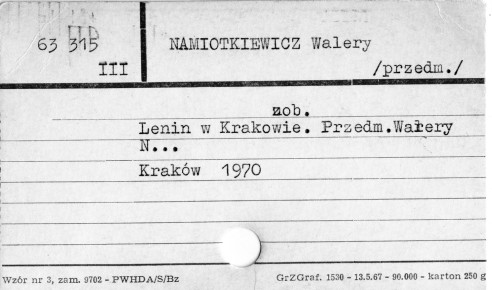 63 315
III
NAMIOTKIEWICZ Walery
/przedm./
zob.
Lenin w Krakowie. Przedm.Walery
N...
Kraków 1970
Wzór nr 3, zam. 9702 - PWHDA/S/Bz
GrZGraf. 1530 - 13.5.67 - 90.000 - karton 250 g